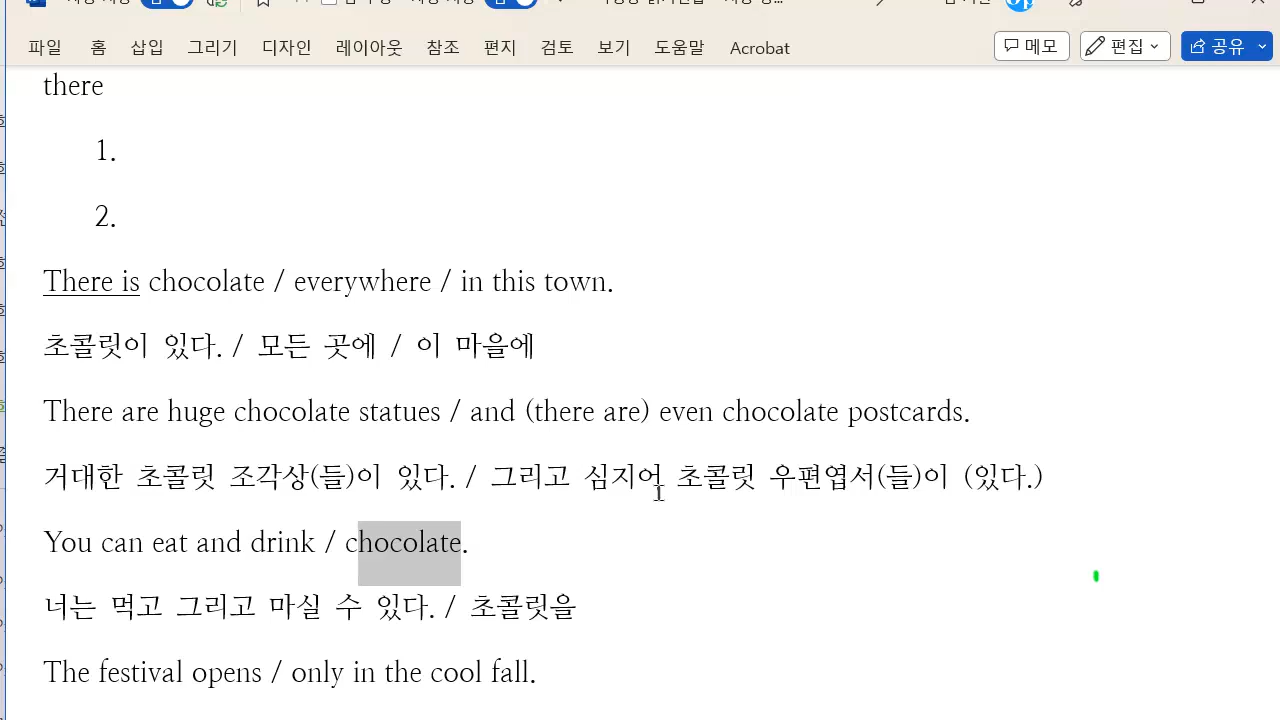 파일 홈 삽입 그리기 디자인 레이아웃 참조 편지 검토 보기 도움말 Acrobat 메모 편집 공유
there
1.
2.
There is chocolate / everywhere / in this town.
초콜릿이 있다. / 모든 곳에 / 이 마을에
There are huge chocolate statues / and (there are) even chocolate postcards.
거대한 초콜릿 조각상(들)이 있다. / 그리고 심지어 초콜릿 우편엽서(들)이 (있다.)
You can eat and drink / chocolate.
너는 먹고 그리고 마실 수 있다. / 초콜릿을
The festival opens / only in the cool fall.